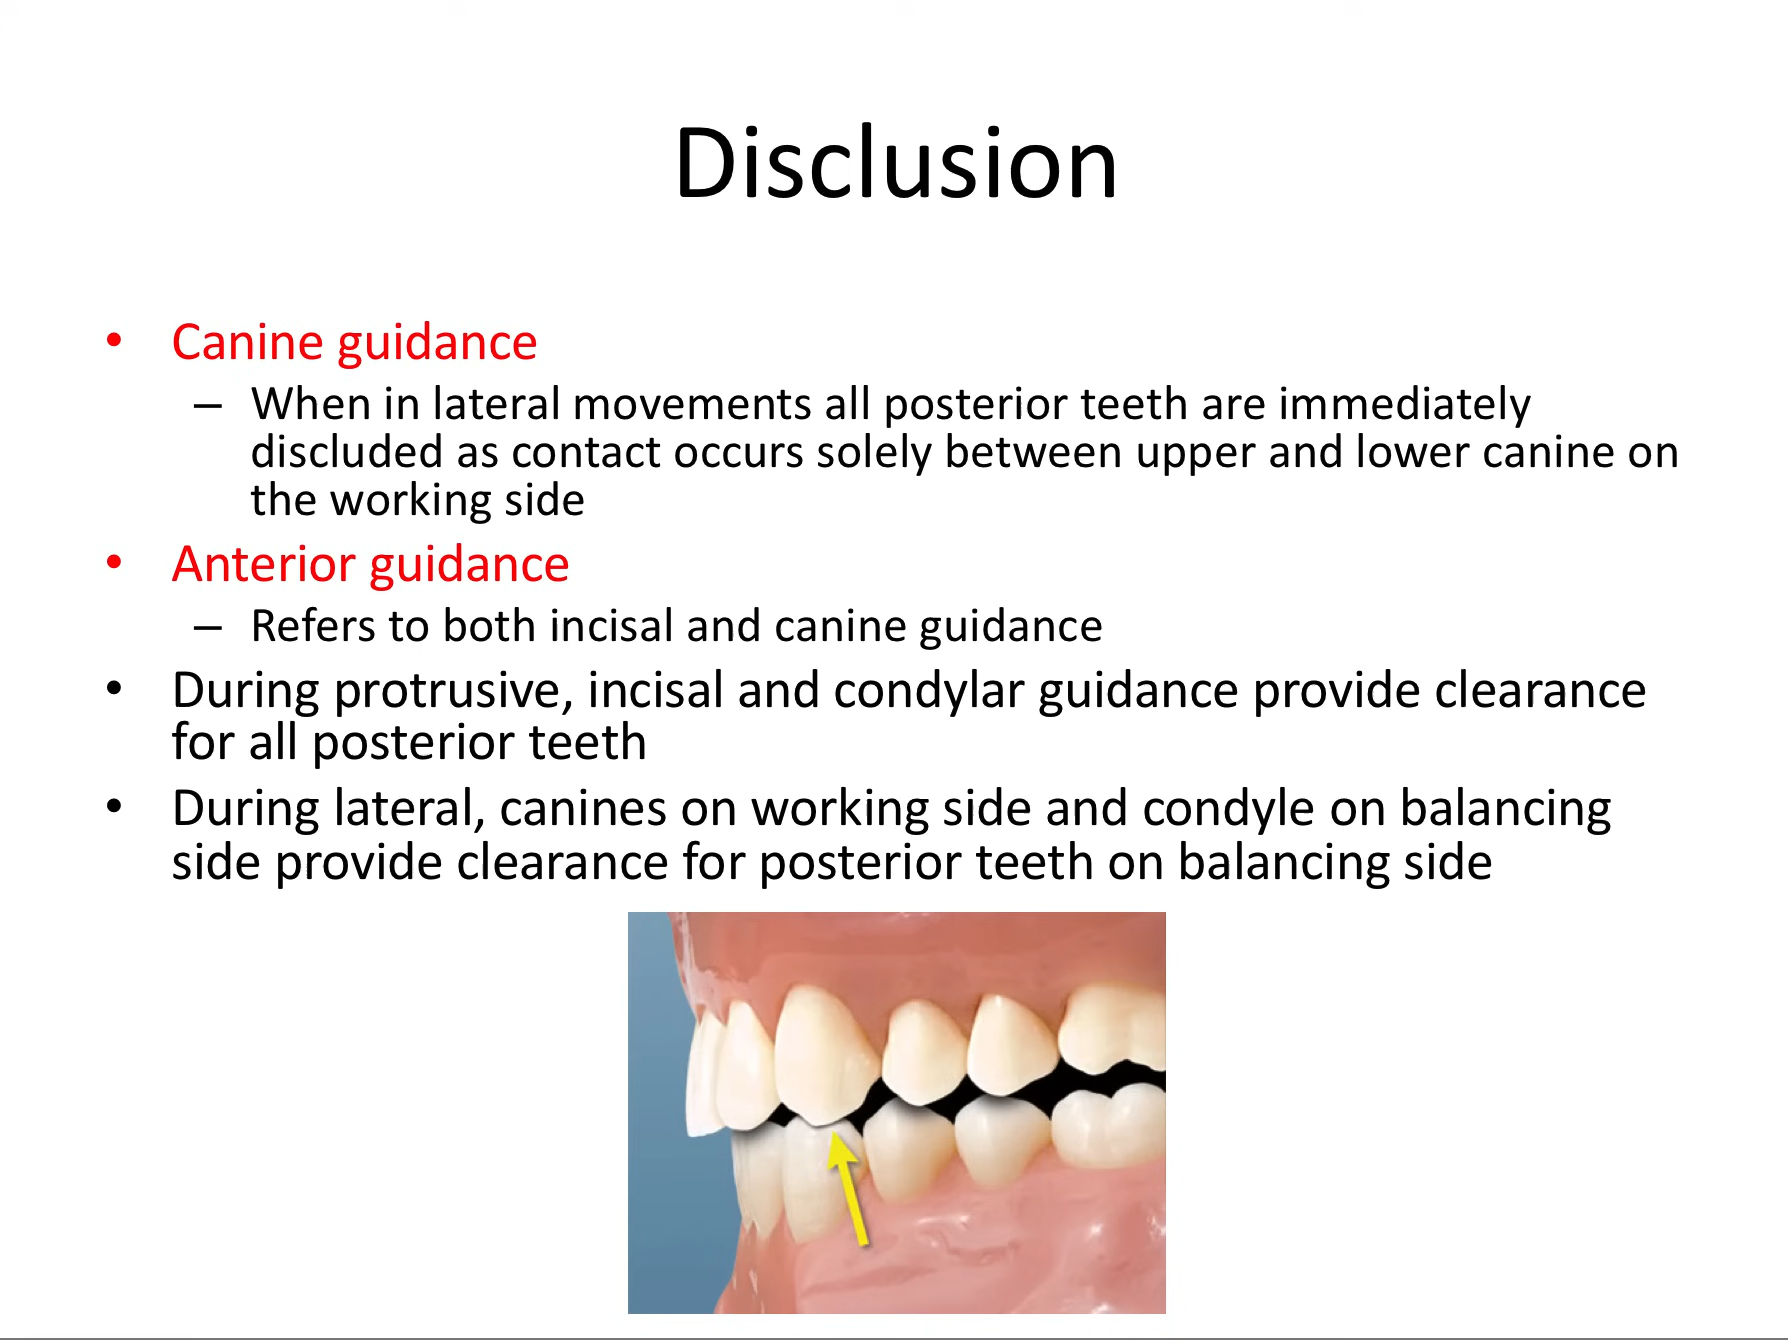 Disclusion
• Canine guidance
– When in lateral movements all posterior teeth are immediately
discluded as contact occurs solely between upper and lower canine on
the working side
• Anterior guidance
– Refers to both incisal and canine guidance
• During protrusive, incisal and condylar guidance provide clearance
for all posterior teeth
• During lateral, canines on working side and condyle on balancing
side provide clearance for posterior teeth on balancing side